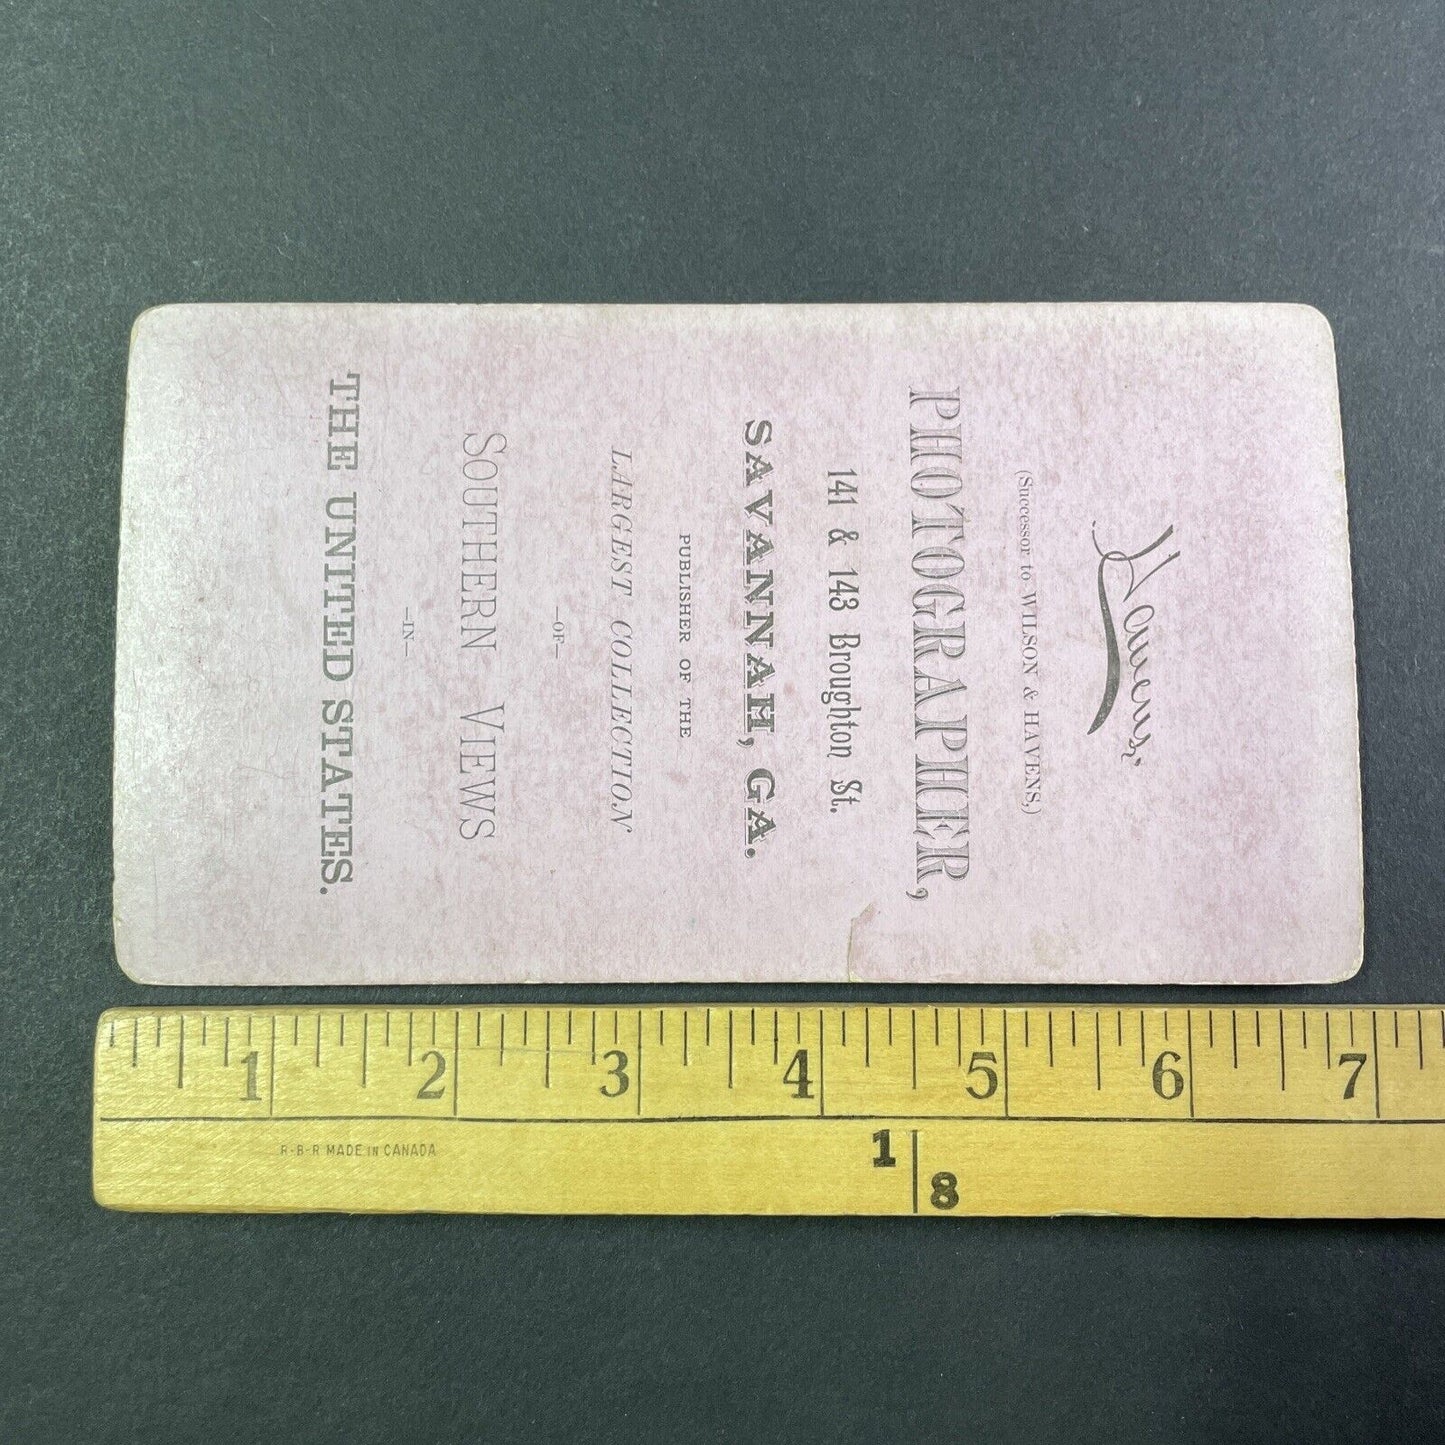 Havens.
(Successor to WILSON & HAVENS,)
PHOTOGRAPHER,
141 & 143 Broughton St.
SAVANNAH, GA.
PUBLISHER OF THE
LARGEST COLLECTION
—OF—
SOUTHERN VIEWS
—IN—
THE UNITED STATES.
1 2 3 4 5 6 7
R-B-R MADE IN CANADA
1
8